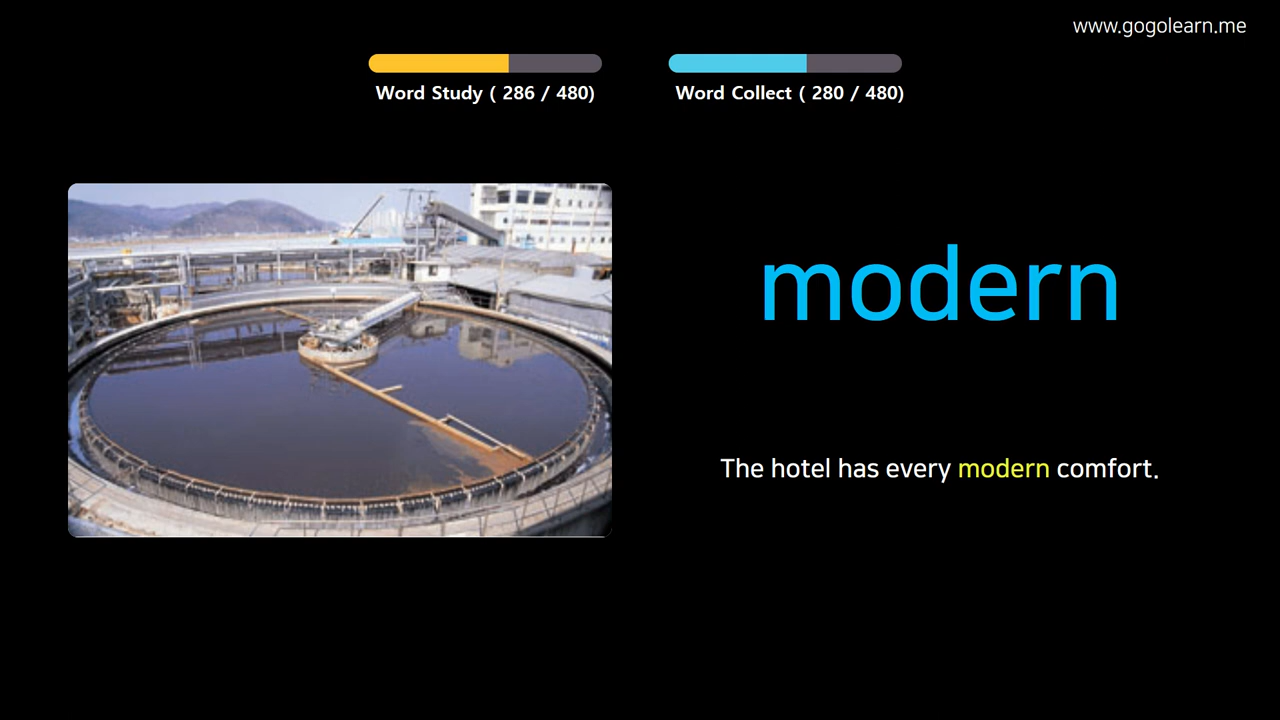 www.gogolearn.me
Word Study ( 286 / 480)
Word Collect ( 280 / 480)
modern
The hotel has every modern comfort.